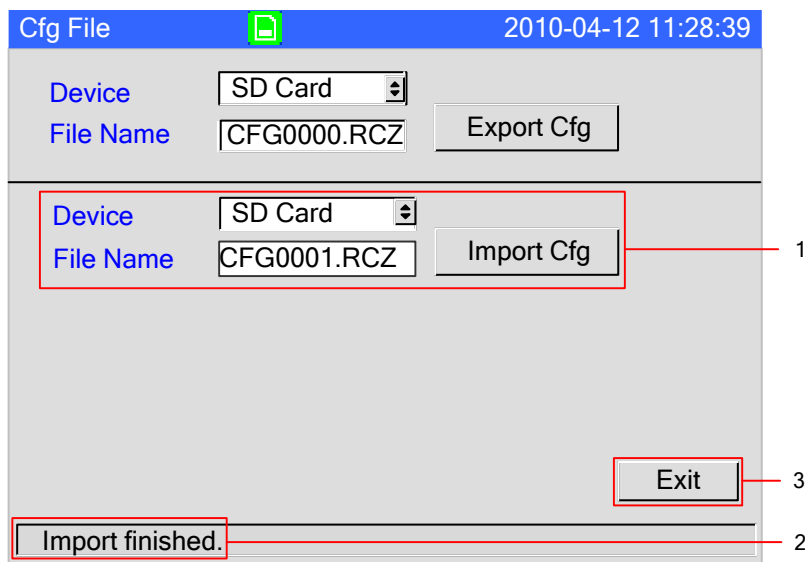 Cfg File 2010-04-12 11:28:39
Device SD Card
File Name CFG0000.RCZ Export Cfg
Device SD Card
File Name CFG0001.RCZ Import Cfg 1
Exit 3
Import finished. 2